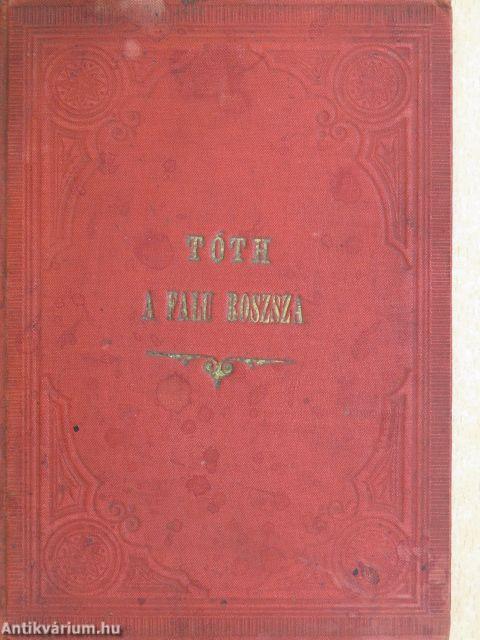 TÓTH
A FALU ROSZSZA
Antikvárium.hu